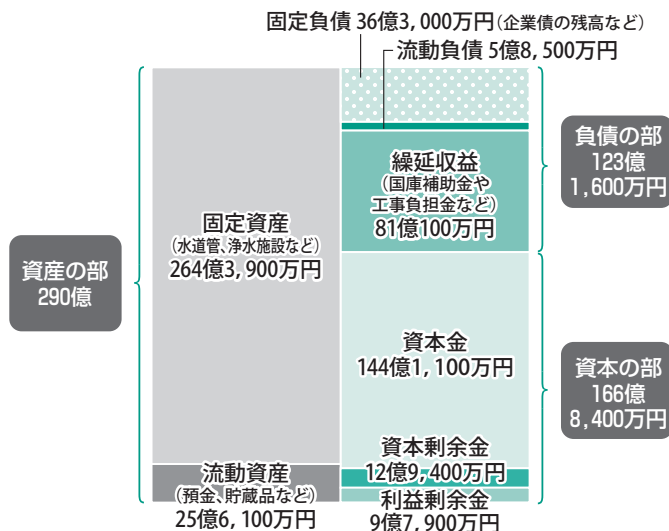 固定負債 36億3,000万円(企業債の残高など)
流動負債 5億8,500万円
資産の部
290億
固定資産
(水道管、浄水施設など)
264億3,900万円
流動資産
(預金、貯蔵品など)
25億6,100万円
繰延収益
(国庫補助金や
工事負担金など)
81億100万円
資本金
144億1,100万円
資本剰余金
12億9,400万円
利益剰余金
9億7,900万円
負債の部
123億
1,600万円
資本の部
166億
8,400万円